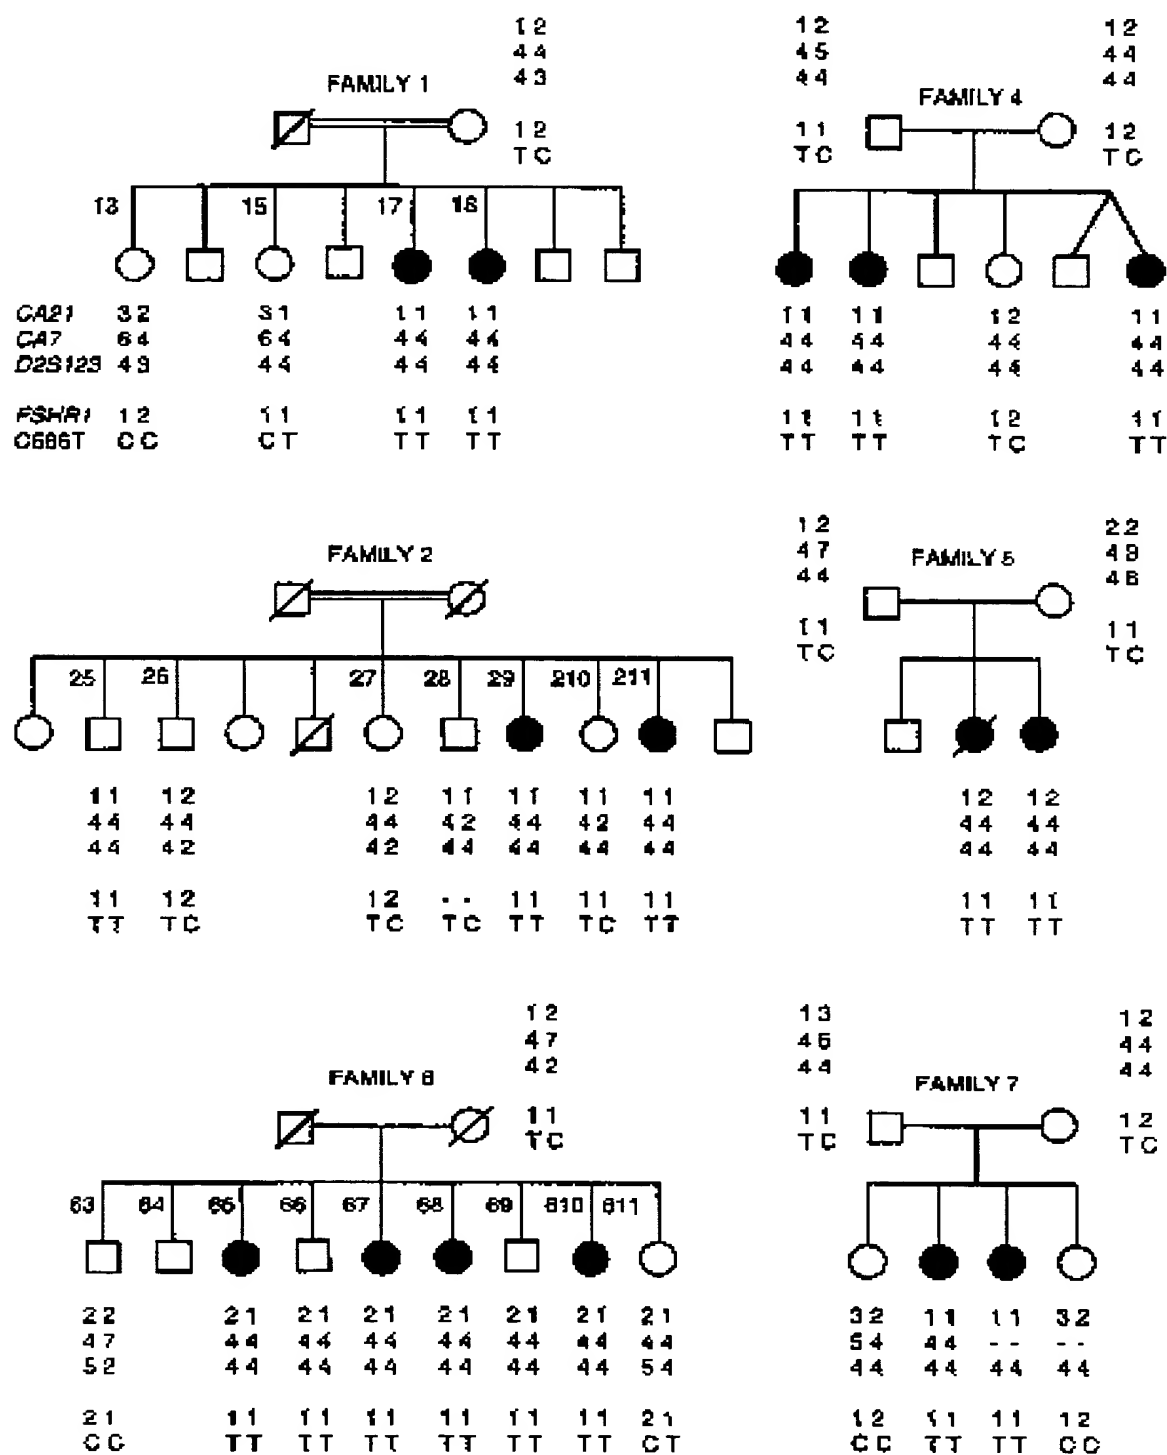 1 2
4 4
4 3
FAMILY 1
1 2
T C
13 15 17 18
CA21 3 2 3 1 1 1 1 1
CA7 6 4 6 4 4 4 4 4
D2S123 4 3 4 4 4 4 4 4
FSHR1 1 2 1 1 1 1 1 1
C566T C C C T T T T T
1 2 1 2
4 5 4 4
4 4 4 4
FAMILY 4
1 1 1 2
T C T C
1 1 1 1 1 2 1 1
4 4 4 4 4 4 4 4
4 4 4 4 4 4 4 4
1 1 1 1 1 2 1 1
T T T T T C T T
FAMILY 2
25 26 27 28 29 210 211
1 1 1 2 1 2 1 1 1 1 1 1 1 1
4 4 4 4 4 4 4 2 4 4 4 2 4 4
4 4 4 2 4 2 4 4 4 4 4 4 4 4
1 1 1 2 1 2 - - 1 1 1 1 1 1
T T T C T C T C T T T C T T
1 2 2 2
4 7 4 3
4 4 4 6
FAMILY 5
1 1 1 1
T C T C
1 2 1 2
4 4 4 4
4 4 4 4
1 1 1 1
T T T T
1 2
4 7
4 2
FAMILY 6
1 1
T C
63 64 65 66 67 68 69 610 611
2 2 2 1 2 1 2 1 2 1 2 1 2 1 2 1
4 7 4 4 4 4 4 4 4 4 4 4 4 4 4 4
5 2 4 4 4 4 4 4 4 4 4 4 4 4 5 4
2 1 1 1 1 1 1 1 1 1 1 1 1 1 2 1
C C T T T T T T T T T T T T C T
1 3 1 2
4 5 4 4
4 4 4 4
FAMILY 7
1 1 1 2
T C T C
3 2 1 1 1 1 3 2
5 4 4 4 - - - -
4 4 4 4 4 4 4 4
1 2 1 1 1 1 1 2
C C T T T T C C